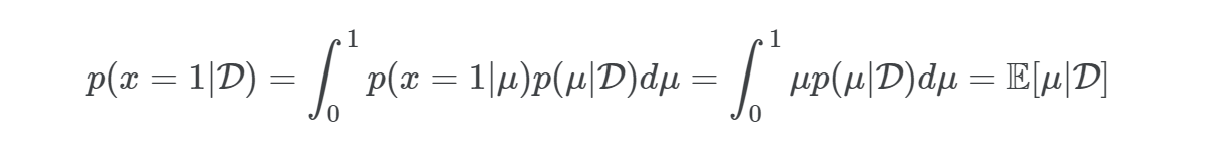 p(x = 1|𝒟) = ∫₀¹ p(x = 1|μ)p(μ|𝒟)dμ = ∫₀¹ μp(μ|𝒟)dμ = 𝔼[μ|𝒟]